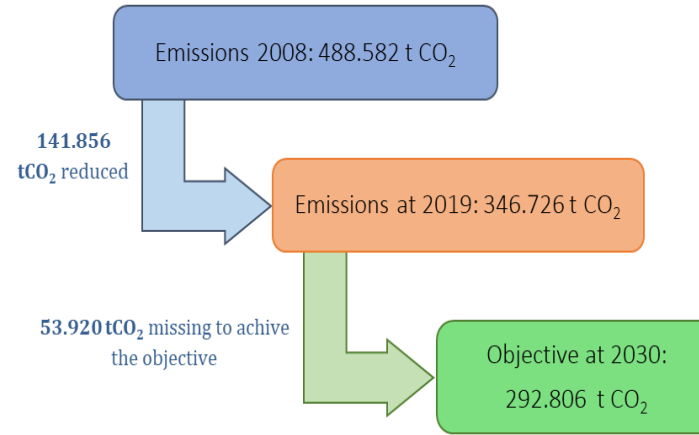 Emissions 2008: 488.582 t CO₂
141.856
tCO₂ reduced
Emissions at 2019: 346.726 t CO₂
53.920 tCO₂ missing to achive
the objective
Objective at 2030:
292.806 t CO₂